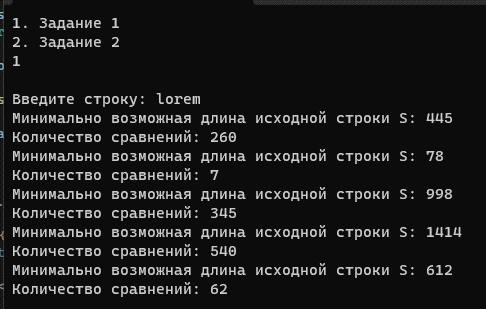 1. Задание 1
2. Задание 2
1
Введите строку: lorem
Минимально возможная длина исходной строки S: 445
Количество сравнений: 260
Минимально возможная длина исходной строки S: 78
Количество сравнений: 7
Минимально возможная длина исходной строки S: 998
Количество сравнений: 345
Минимально возможная длина исходной строки S: 1414
Количество сравнений: 540
Минимально возможная длина исходной строки S: 612
Количество сравнений: 62